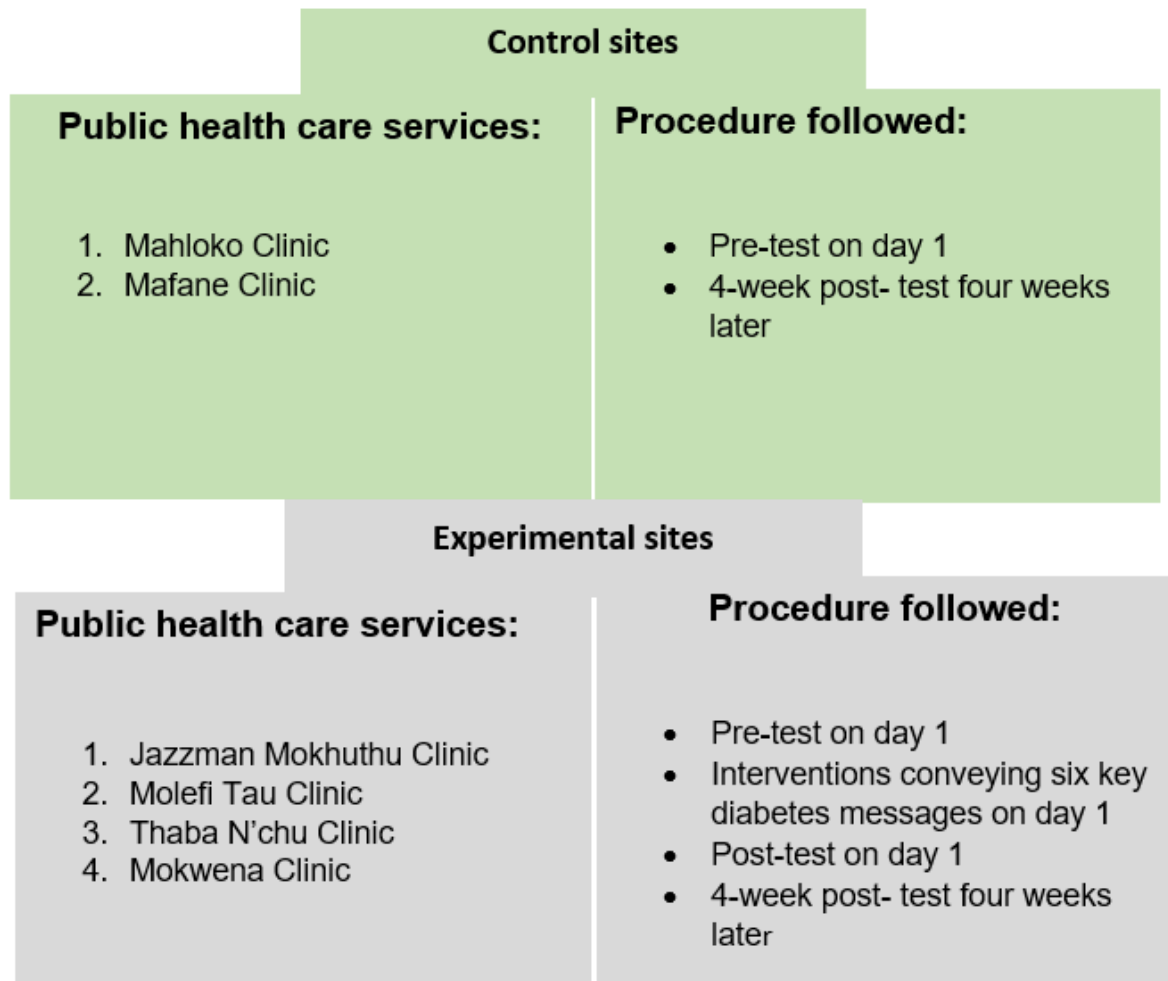 Control sites
Public health care services:
1. Mahloko Clinic
2. Mafane Clinic
Procedure followed:
• Pre-test on day 1
• 4-week post- test four weeks
later
Experimental sites
Public health care services:
1. Jazzman Mokhuthu Clinic
2. Molefi Tau Clinic
3. Thaba N’chu Clinic
4. Mokwena Clinic
Procedure followed:
• Pre-test on day 1
• Interventions conveying six key
diabetes messages on day 1
• Post-test on day 1
• 4-week post- test four weeks
later